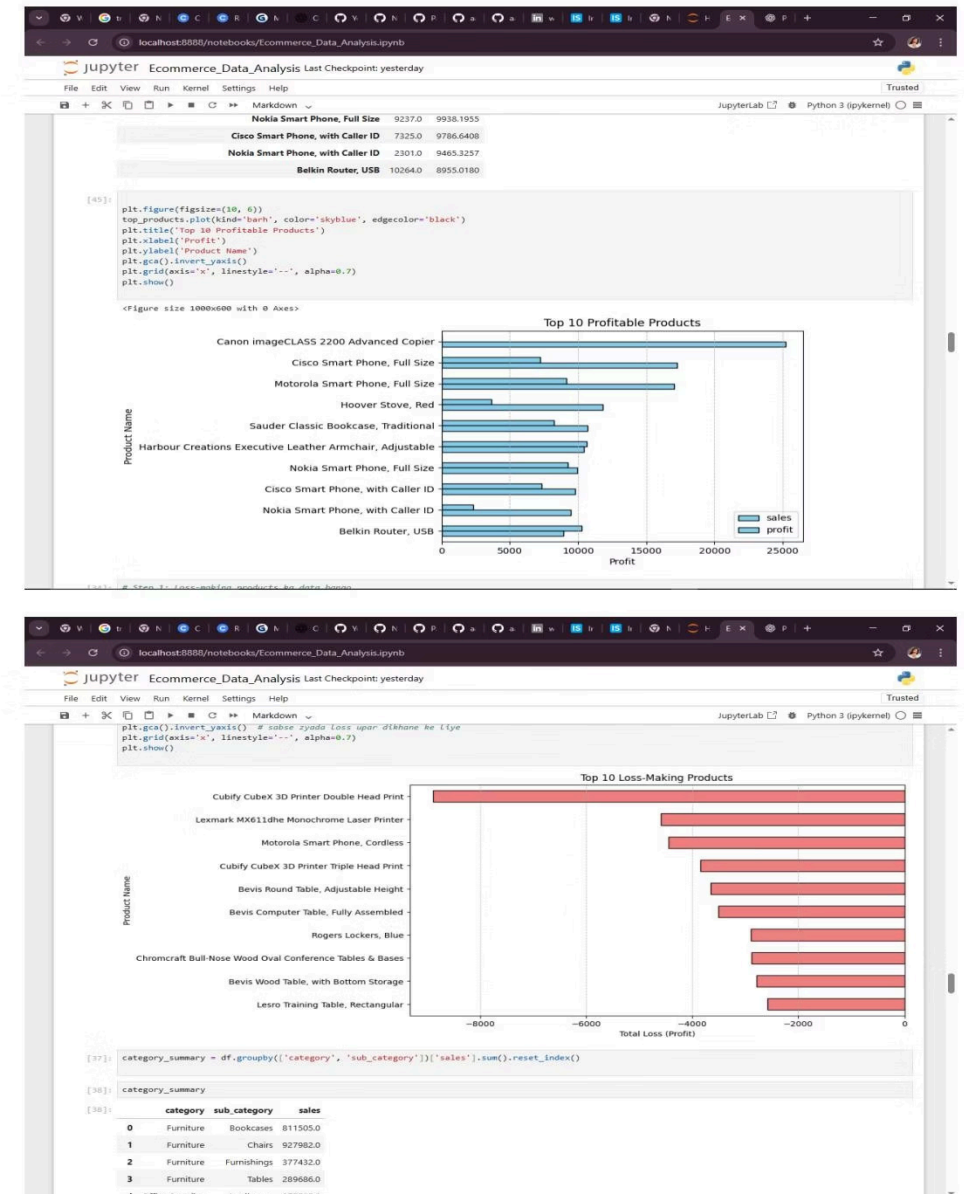 localhost:8888/notebooks/Ecommerce_Data_Analysis.ipynb
jupyter Ecommerce_Data_Analysis Last Checkpoint: yesterday
File Edit View Run Kernel Settings Help Trusted
Markdown JupyterLab Python 3 (ipykernel)
Nokia Smart Phone, Full Size 9237.0 9938.1955
Cisco Smart Phone, with Caller ID 7325.0 9786.6408
Nokia Smart Phone, with Caller ID 2301.0 9465.3257
Belkin Router, USB 10264.0 8955.0180
[45]:
plt.figure(figsize=(10, 6))
top_products.plot(kind='barh', color='skyblue', edgecolor='black')
plt.title('Top 10 Profitable Products')
plt.xlabel('Profit')
plt.ylabel('Product Name')
plt.gca().invert_yaxis()
plt.grid(axis='x', linestyle='--', alpha=0.7)
plt.show()
<Figure size 1000x600 with 0 Axes>
Top 10 Profitable Products
Canon imageCLASS 2200 Advanced Copier
Cisco Smart Phone, Full Size
Motorola Smart Phone, Full Size
Hoover Stove, Red
Sauder Classic Bookcase, Traditional
Harbour Creations Executive Leather Armchair, Adjustable
Nokia Smart Phone, Full Size
Cisco Smart Phone, with Caller ID
Nokia Smart Phone, with Caller ID
Belkin Router, USB
Product Name
sales
profit
0 5000 10000 15000 20000 25000
Profit
# Step 1: Loss-making products ka data banao
localhost:8888/notebooks/Ecommerce_Data_Analysis.ipynb
jupyter Ecommerce_Data_Analysis Last Checkpoint: yesterday
File Edit View Run Kernel Settings Help Trusted
Markdown JupyterLab Python 3 (ipykernel)
plt.gca().invert_yaxis() # sabse zyada loss upar dikhane ke liye
plt.grid(axis='x', linestyle='--', alpha=0.7)
plt.show()
Top 10 Loss-Making Products
Cubify CubeX 3D Printer Double Head Print
Lexmark MX611dhe Monochrome Laser Printer
Motorola Smart Phone, Cordless
Cubify CubeX 3D Printer Triple Head Print
Bevis Round Table, Adjustable Height
Bevis Computer Table, Fully Assembled
Rogers Lockers, Blue
Chromcraft Bull-Nose Wood Oval Conference Tables & Bases
Bevis Wood Table, with Bottom Storage
Lesro Training Table, Rectangular
Product Name
−8000 −6000 −4000 −2000 0
Total Loss (Profit)
[37]: category_summary = df.groupby(['category', 'sub_category'])['sales'].sum().reset_index()
[38]: category_summary
[38]: category sub_category sales
0 Furniture Bookcases 811505.0
1 Furniture Chairs 927982.0
2 Furniture Furnishings 377432.0
3 Furniture Tables 289686.0